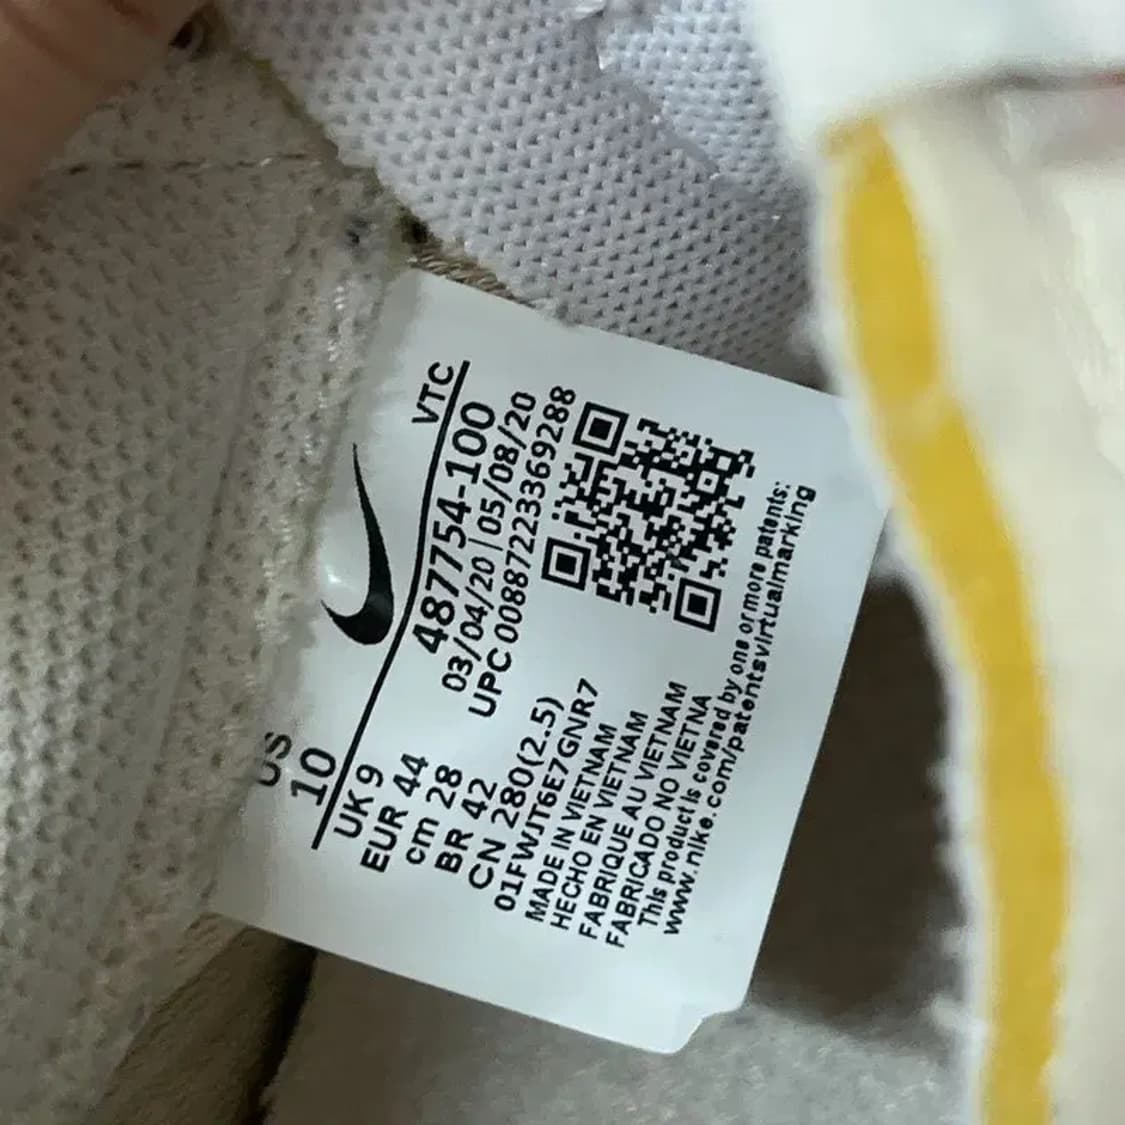 US
10
VTC
UK 9
EUR 44
cm 28
BR 42
CN 280(2.5)
487754-100
03/04/20|05/08/20
UPC 00887223369288
01FWJT6E7GNR7
MADE IN VIETNAM
HECHO EN VIETNAM
FABRIQUE AU VIETNAM
FABRICADO NO VIETNA
This product is covered by one or more patents:
www.nike.com/patentsvirtualmarking